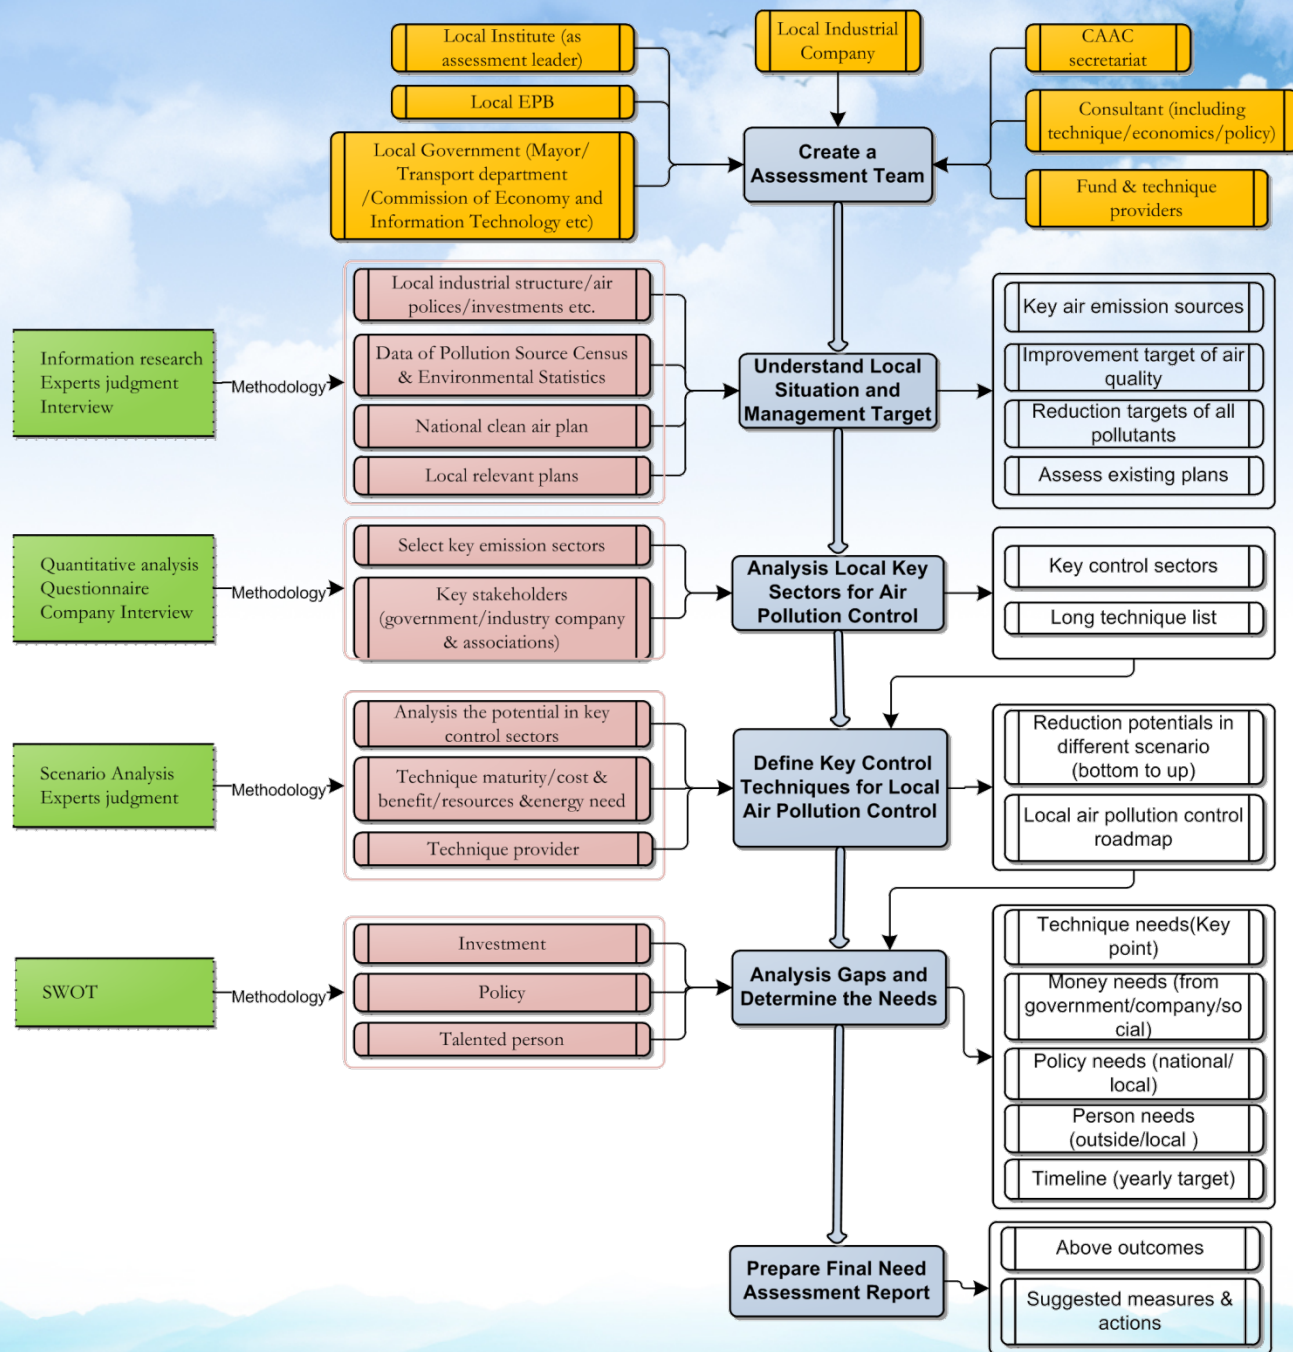 Local Institute (as
assessment leader)
Local Industrial
Company
CAAC
secretariat
Local EPB
Consultant (including
technique/economics/policy)
Local Government (Mayor/
Transport department
/Commission of Economy and
Information Technology etc)
Create a
Assessment Team
Fund & technique
providers
Information research
Experts judgment
Interview
Methodology
Local industrial structure/air
polices/investments etc.
Data of Pollution Source Census
& Environmental Statistics
National clean air plan
Local relevant plans
Understand Local
Situation and
Management Target
Key air emission sources
Improvement target of air
quality
Reduction targets of all
pollutants
Assess existing plans
Quantitative analysis
Questionnaire
Company Interview
Methodology
Select key emission sectors
Key stakeholders
(government/industry company
& associations)
Analysis Local Key
Sectors for Air
Pollution Control
Key control sectors
Long technique list
Scenario Analysis
Experts judgment
Methodology
Analysis the potential in key
control sectors
Technique maturity/cost &
benefit/resources &energy need
Technique provider
Define Key Control
Techniques for Local
Air Pollution Control
Reduction potentials in
different scenario
(bottom to up)
Local air pollution control
roadmap
SWOT
Methodology
Investment
Policy
Talented person
Analysis Gaps and
Determine the Needs
Technique needs(Key
point)
Money needs (from
government/company/so
cial)
Policy needs (national/
local)
Person needs
(outside/local )
Timeline (yearly target)
Prepare Final Need
Assessment Report
Above outcomes
Suggested measures &
actions